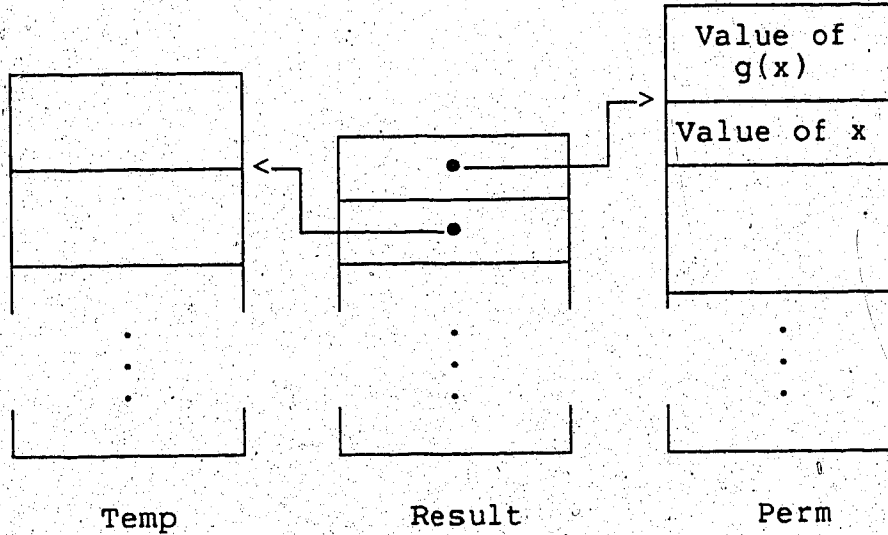 Value of
g(x)
Value of x
Temp
Result
Perm